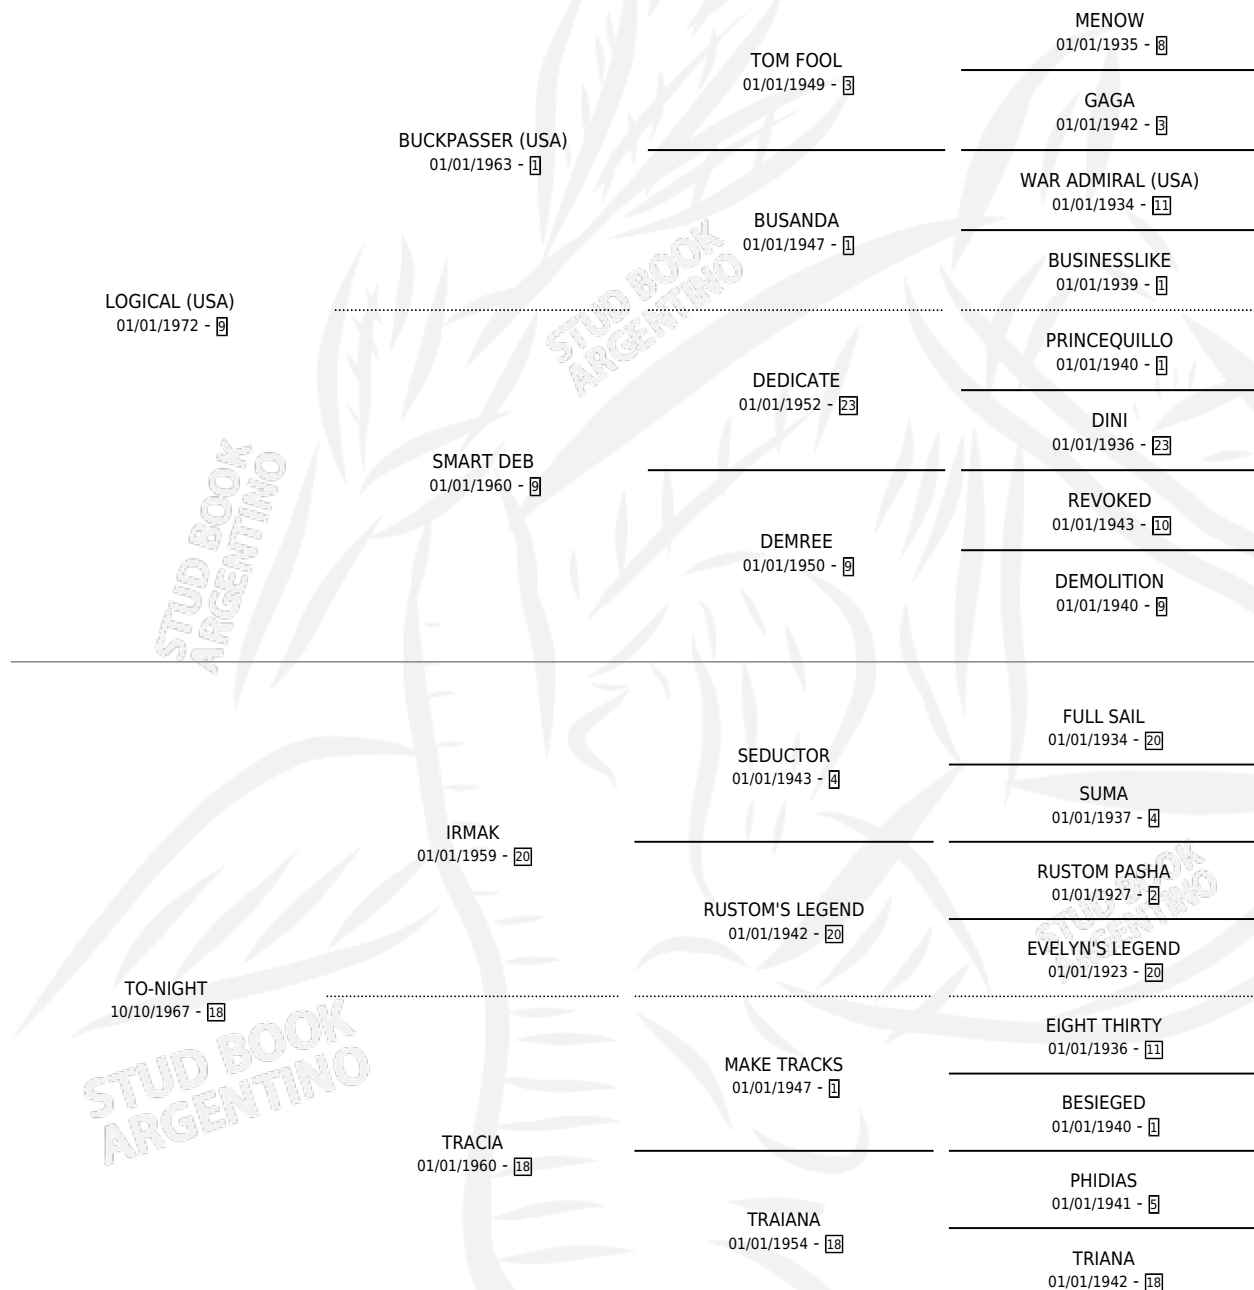 MENOW
01/01/1935 - 8
TOM FOOL
01/01/1949 - 3
GAGA
01/01/1942 - 3
BUCKPASSER (USA)
01/01/1963 - 1
WAR ADMIRAL (USA)
01/01/1934 - 11
BUSANDA
01/01/1947 - 1
BUSINESSLIKE
01/01/1939 - 1
LOGICAL (USA)
01/01/1972 - 9
PRINCEQUILLO
01/01/1940 - 1
DEDICATE
01/01/1952 - 23
DINI
01/01/1936 - 23
SMART DEB
01/01/1960 - 9
REVOKED
01/01/1943 - 10
DEMREE
01/01/1950 - 9
DEMOLITION
01/01/1940 - 9
FULL SAIL
01/01/1934 - 20
SEDUCTOR
01/01/1943 - 4
SUMA
01/01/1937 - 4
IRMAK
01/01/1959 - 20
RUSTOM PASHA
01/01/1927 - 2
RUSTOM'S LEGEND
01/01/1942 - 20
EVELYN'S LEGEND
01/01/1923 - 20
TO-NIGHT
10/10/1967 - 18
EIGHT THIRTY
01/01/1936 - 11
MAKE TRACKS
01/01/1947 - 1
BESIEGED
01/01/1940 - 1
TRACIA
01/01/1960 - 18
PHIDIAS
01/01/1941 - 5
TRAIANA
01/01/1954 - 18
TRIANA
01/01/1942 - 18
STUD BOOK
ARGENTINO
STUD BOOK
ARGENTINO
STUD BOOK
ARGENTINO
STUD BOOK
ARGENTINO